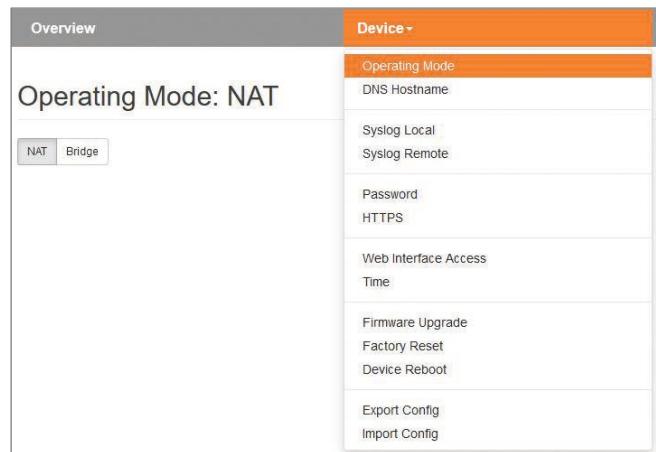 Overview
Device
Operating Mode: NAT
NAT Bridge
Operating Mode
DNS Hostname
Syslog Local
Syslog Remote
Password
HTTPS
Web Interface Access
Time
Firmware Upgrade
Factory Reset
Device Reboot
Export Config
Import Config